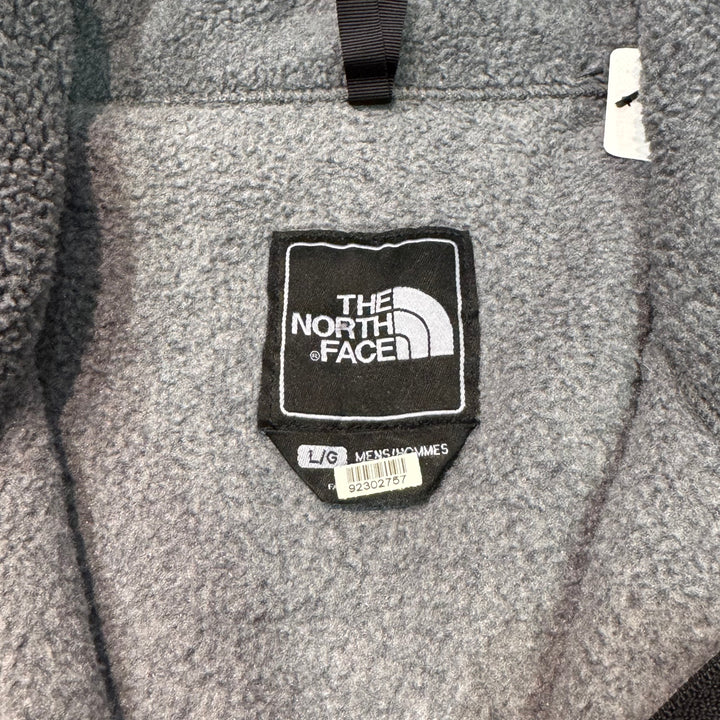 THE
NORTH
®FACE
L/G MENS/HOMMES
92302757